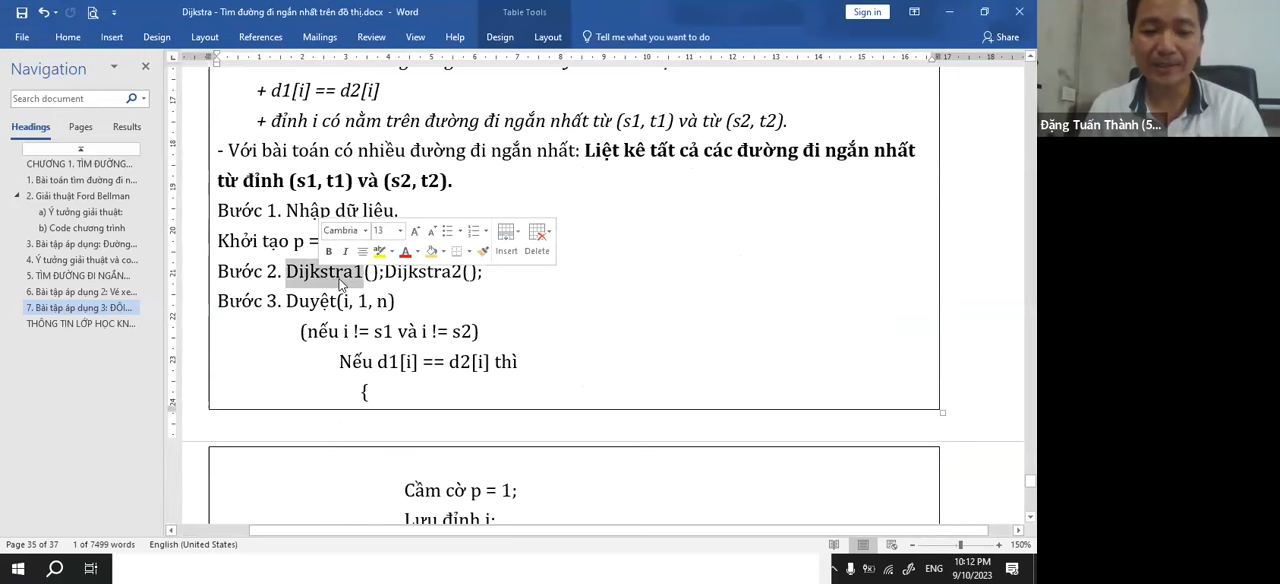 Dijkstra - Tìm đường đi ngắn nhất trên đồ thị.docx - Word
Table Tools
Sign in
File Home Insert Design Layout References Mailings Review View Help Design Layout Tell me what you want to do Share
Navigation
Search document
Headings Pages Results
CHƯƠNG 1. TÌM ĐƯỜNG...
1. Bài toán tìm đường đi n...
2. Giải thuật Ford Bellman
a) Ý tưởng giải thuật:
b) Code chương trình
3. Bài tập áp dụng: Đường...
4. Ý tưởng giải thuật và co...
5. TÌM ĐƯỜNG ĐI NGẮN...
6. Bài tập áp dụng 2: Vé xe...
7. Bài tập áp dụng 3: ĐÔI...
THÔNG TIN LỚP HỌC KN...
+ d1[i] == d2[i]
+ đỉnh i có nằm trên đường đi ngắn nhất từ (s1, t1) và từ (s2, t2).
- Với bài toán có nhiều đường đi ngắn nhất: Liệt kê tất cả các đường đi ngắn nhất
từ đỉnh (s1, t1) và (s2, t2).
Bước 1. Nhập dữ liệu.
Khởi tạo p =
Cambria 13
Insert Delete
Bước 2. Dijkstra1();Dijkstra2();
Bước 3. Duyệt(i, 1, n)
(nếu i != s1 và i != s2)
Nếu d1[i] == d2[i] thì
{
Cầm cờ p = 1;
Lưu đỉnh i;
Page 35 of 37 1 of 7499 words English (United States) 150%
ENG
10:12 PM
9/10/2023
Đặng Tuấn Thành (5...